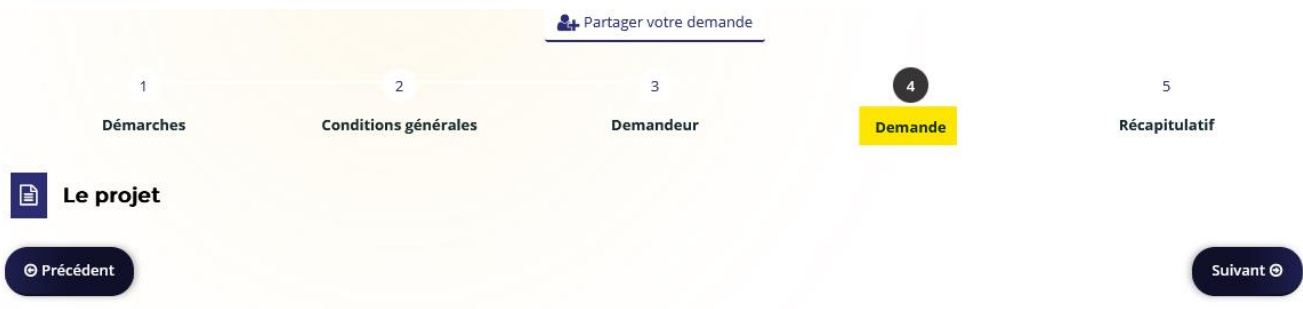 Partager votre demande
1
2
3
4
5
Démarches
Conditions générales
Demandeur
Demande
Récapitulatif
Le projet
Précédent
Suivant